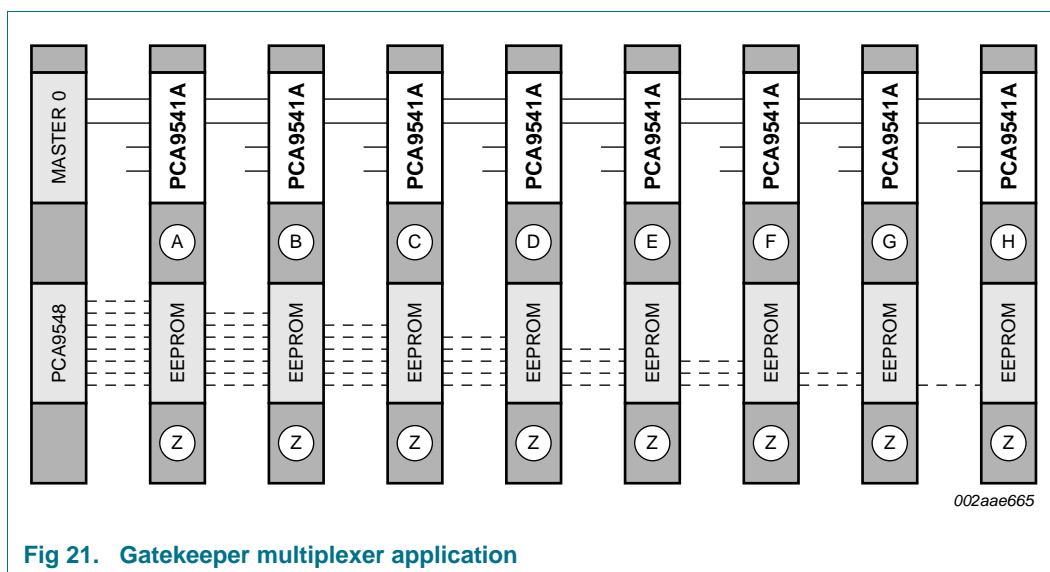 MASTER 0
PCA9541A
PCA9541A
PCA9541A
PCA9541A
PCA9541A
PCA9541A
PCA9541A
PCA9541A
A
B
C
D
E
F
G
H
PCA9548
EEPROM
EEPROM
EEPROM
EEPROM
EEPROM
EEPROM
EEPROM
EEPROM
Z
Z
Z
Z
Z
Z
Z
Z
002aae665
Fig 21. Gatekeeper multiplexer application